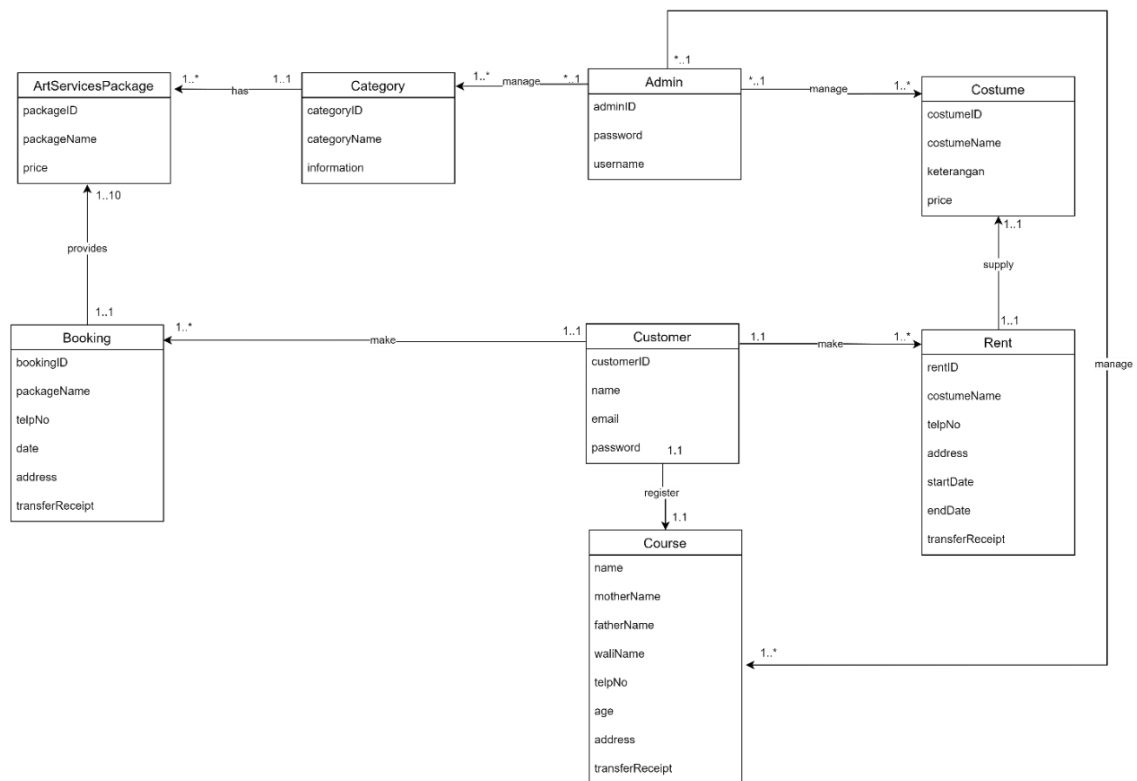 ArtServicesPackage
packageID
packageName
price
1..*
has
1..1
Category
categoryID
categoryName
information
1..*
manage
*..1
Admin
adminID
password
username
*..1
*..1
manage
1..*
Costume
costumeID
costumeName
keterangan
price
1..10
provides
1..1
1..1
supply
1..1
Booking
bookingID
packageName
telpNo
date
address
transferReceipt
1..*
make
1..1
Customer
customerID
name
email
password
1.1
make
1..*
Rent
rentID
costumeName
telpNo
address
startDate
endDate
transferReceipt
manage
1.1
register
1.1
Course
name
motherName
fatherName
waliName
telpNo
age
address
transferReceipt
1..*